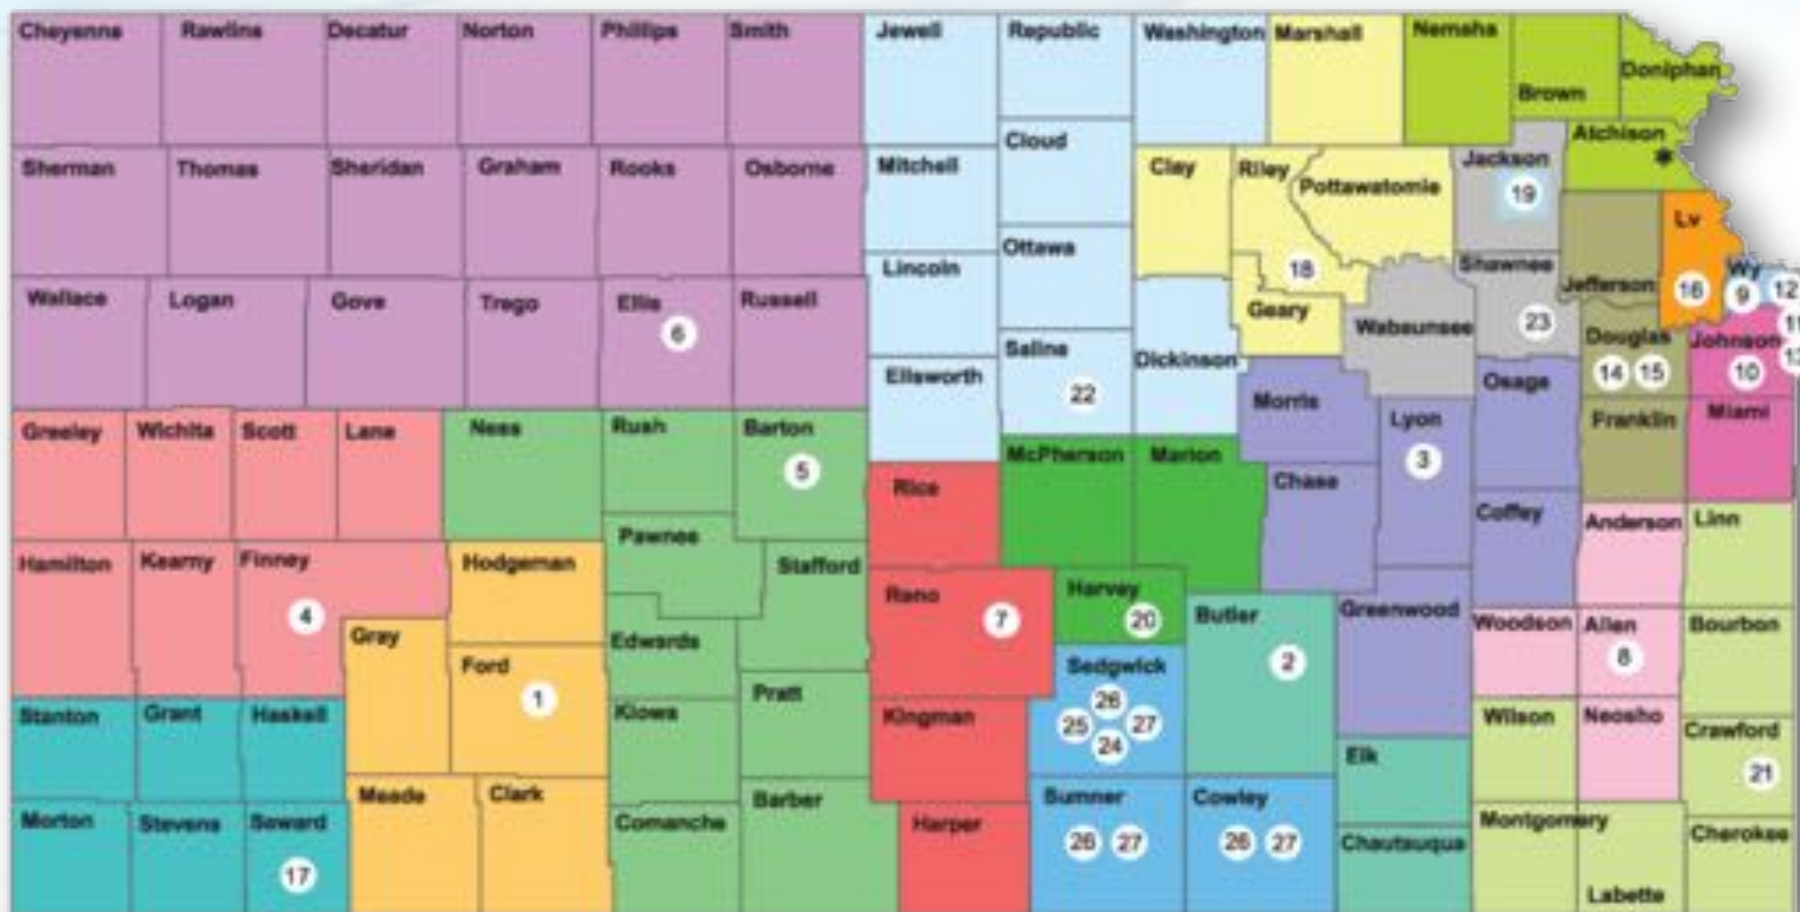 Cheyenne Rawlins Decatur Norton Phillips Smith Jewell Republic Washington Marshall Nemaha
Brown Doniphan
Cloud Atchison *
Sherman Thomas Sheridan Graham Rooks Osborne Mitchell Clay Riley Pottawatomie Jackson
19
Lv
Ottawa
Lincoln 18 Shawnee Wy
Jefferson 16 9 12
Wallace Logan Gove Trego Ellis Russell Geary
6 Wabaunsee 23 Douglas Johnson
Saline Dickinson
14 15 10
Ellsworth 22 Morris Osage
Greeley Wichita Scott Lane Ness Rush Barton Lyon Franklin Miami
5 McPherson Marion 3
Rice Chase
Coffey Anderson Linn
Pawnee
Hamilton Kearny Finney Hodgeman Stafford
4 Reno 7 Harvey 20 Butler Greenwood Woodson Allen Bourbon
Gray Edwards 8
Ford Sedgwick 2
1 Pratt 26
Stanton Grant Haskell Kiowa Kingman 25 27 Wilson Neosho Crawford
24
Elk 21
Meade Clark Barber Sumner Cowley
Morton Stevens Seward Comanche Harper Montgomery Cherokee
26 27 26 27 Chautauqua
17
Labette